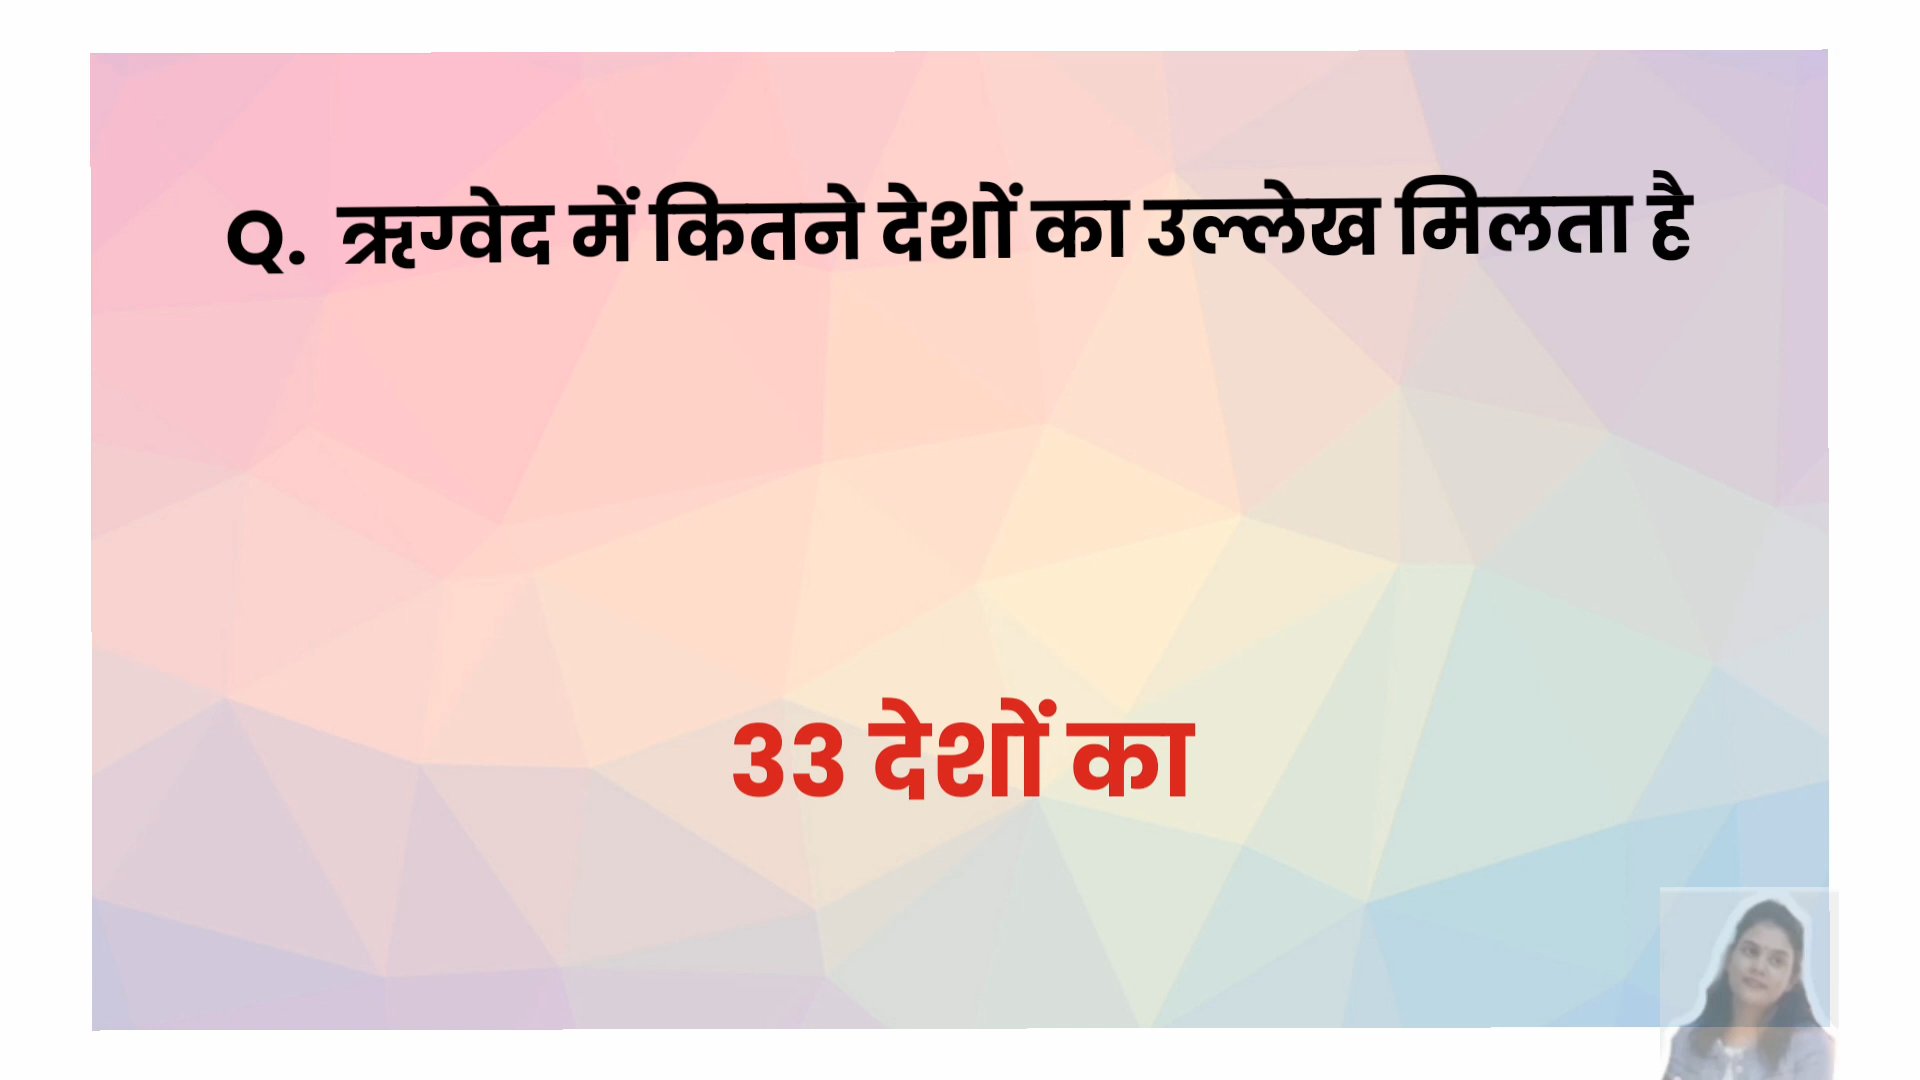 Q. ऋग्वेद में कितने देशों का उल्लेख मिलता है
33 देशों का